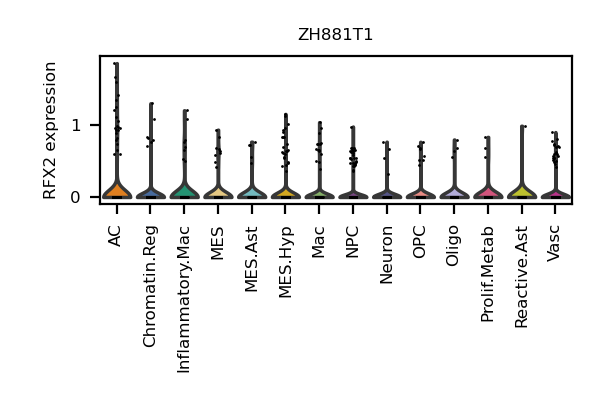 ZH881T1
RFX2 expression
1
0
AC
Chromatin.Reg
Inflammatory.Mac
MES
MES.Ast
MES.Hyp
Mac
NPC
Neuron
OPC
Oligo
Prolif.Metab
Reactive.Ast
Vasc